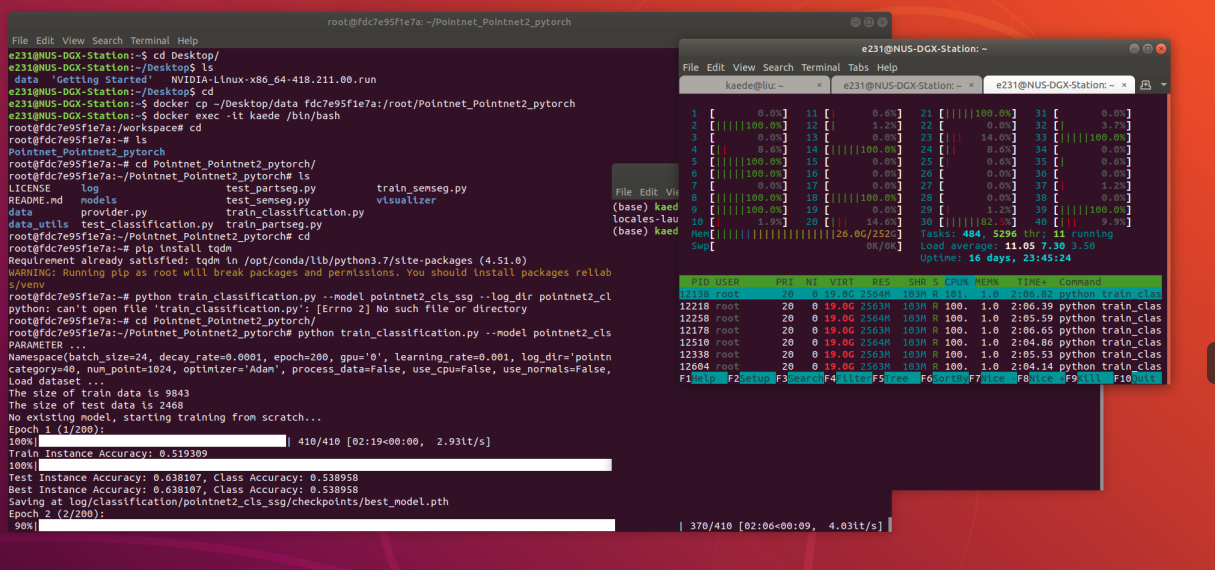 root@fdc7e95f1e7a: ~/Pointnet_Pointnet2_pytorch
File Edit View Search Terminal Help
e231@NUS-DGX-Station:~$ cd Desktop/
e231@NUS-DGX-Station:~/Desktop$ ls
data 'Getting Started' NVIDIA-Linux-x86_64-418.211.00.run
e231@NUS-DGX-Station:~/Desktop$ cd
e231@NUS-DGX-Station:~$ docker cp ~/Desktop/data fdc7e95f1e7a:/root/Pointnet_Pointnet2_pytorch
e231@NUS-DGX-Station:~$ docker exec -it kaede /bin/bash
root@fdc7e95f1e7a:/workspace# cd
root@fdc7e95f1e7a:~# ls
Pointnet_Pointnet2_pytorch
root@fdc7e95f1e7a:~# cd Pointnet_Pointnet2_pytorch/
root@fdc7e95f1e7a:~/Pointnet_Pointnet2_pytorch# ls
LICENSE log test_partseg.py train_semseg.py
README.md models test_semseg.py visualizer
data provider.py train_classification.py
data_utils test_classification.py train_partseg.py
root@fdc7e95f1e7a:~/Pointnet_Pointnet2_pytorch# cd
root@fdc7e95f1e7a:~# pip install tqdm
Requirement already satisfied: tqdm in /opt/conda/lib/python3.7/site-packages (4.51.0)
WARNING: Running pip as root will break packages and permissions. You should install packages reliab
s/venv
root@fdc7e95f1e7a:~# python train_classification.py --model pointnet2_cls_ssg --log_dir pointnet2_cl
python: can't open file 'train_classification.py': [Errno 2] No such file or directory
root@fdc7e95f1e7a:~# cd Pointnet_Pointnet2_pytorch/
root@fdc7e95f1e7a:~/Pointnet_Pointnet2_pytorch# python train_classification.py --model pointnet2_cls
PARAMETER ...
Namespace(batch_size=24, decay_rate=0.0001, epoch=200, gpu='0', learning_rate=0.001, log_dir='pointn
category=40, num_point=1024, optimizer='Adam', process_data=False, use_cpu=False, use_normals=False,
Load dataset ...
The size of train data is 9843
The size of test data is 2468
No existing model, starting training from scratch...
Epoch 1 (1/200):
100%| | 410/410 [02:19<00:00, 2.93it/s]
Train Instance Accuracy: 0.519309
100%|
Test Instance Accuracy: 0.638107, Class Accuracy: 0.538958
Best Instance Accuracy: 0.638107, Class Accuracy: 0.538958
Saving at log/classification/pointnet2_cls_ssg/checkpoints/best_model.pth
Epoch 2 (2/200):
90%| | 370/410 [02:06<00:09, 4.03it/s]
File Edit Vie
(base) kaed
locales-lau
(base) kaed
e231@NUS-DGX-Station: ~
File Edit View Search Terminal Tabs Help
kaede@liu: ~ × e231@NUS-DGX-Station: ~ × e231@NUS-DGX-Station: ~ ×
1 [ 0.0%] 11 [| 0.6%] 21 [|||||100.0%] 31 [ 0.0%]
2 [|||||100.0%] 12 [| 1.2%] 22 [ 0.0%] 32 [| 3.7%]
3 [ 0.0%] 13 [ 0.0%] 23 [||| 14.0%] 33 [|||||100.0%]
4 [|| 8.6%] 14 [|||||100.0%] 24 [|| 8.6%] 34 [ 0.0%]
5 [|||||100.0%] 15 [ 0.0%] 25 [ 0.6%] 35 [| 0.6%]
6 [|||||100.0%] 16 [ 0.0%] 26 [ 0.0%] 36 [ 0.0%]
7 [ 0.0%] 17 [ 0.0%] 27 [ 0.0%] 37 [| 1.2%]
8 [|||||100.0%] 18 [|||||100.0%] 28 [ 0.0%] 38 [ 0.0%]
9 [|||||100.0%] 19 [ 0.0%] 29 [ 1.2%] 39 [|||||100.0%]
10 [| 1.9%] 20 [||| 14.6%] 30 [|||||82.5%] 40 [||| 9.9%]
Mem[||||||||||||||||||||26.0G/252G] Tasks: 484, 5296 thr; 11 running
Swp[ 0K/0K] Load average: 11.05 7.30 3.50
Uptime: 16 days, 23:45:24
PID USER PRI NI VIRT RES SHR S CPU% MEM% TIME+ Command
12138 root 20 0 19.0G 2564M 103M R 101. 1.0 2:06.82 python train_clas
12218 root 20 0 19.0G 2563M 103M R 100. 1.0 2:06.39 python train_clas
12258 root 20 0 19.0G 2564M 103M R 100. 1.0 2:05.59 python train_clas
12178 root 20 0 19.0G 2562M 103M R 100. 1.0 2:06.65 python train_clas
12510 root 20 0 19.0G 2564M 103M R 100. 1.0 2:04.86 python train_clas
12338 root 20 0 19.0G 2563M 103M R 100. 1.0 2:05.53 python train_clas
12604 root 20 0 19.0G 2562M 103M R 100. 1.0 2:04.14 python train_clas
F1Help F2Setup F3SearchF4FilterF5Tree F6SortByF7Nice -F8Nice +F9Kill F10Quit